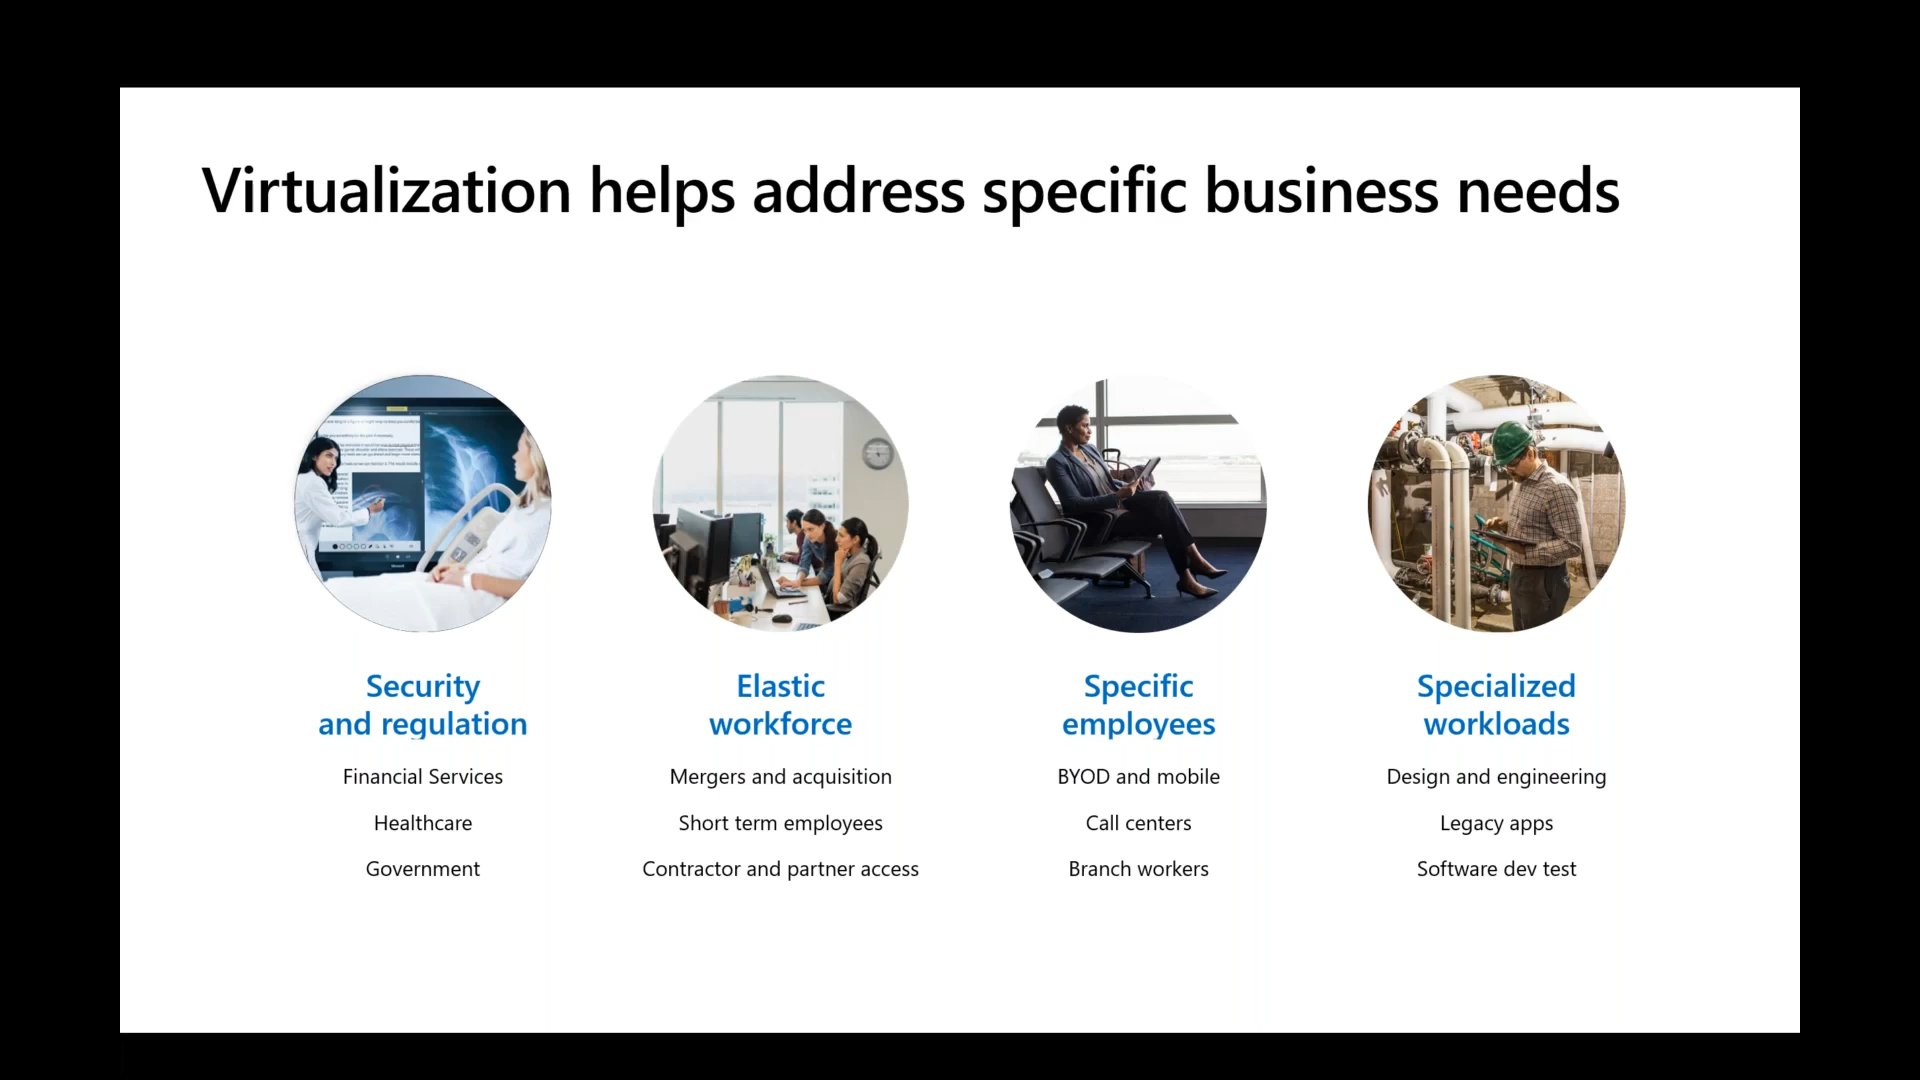 Virtualization helps address specific business needs
Security
and regulation
Financial Services
Healthcare
Government
Elastic
workforce
Mergers and acquisition
Short term employees
Contractor and partner access
Specific
employees
BYOD and mobile
Call centers
Branch workers
Specialized
workloads
Design and engineering
Legacy apps
Software dev test